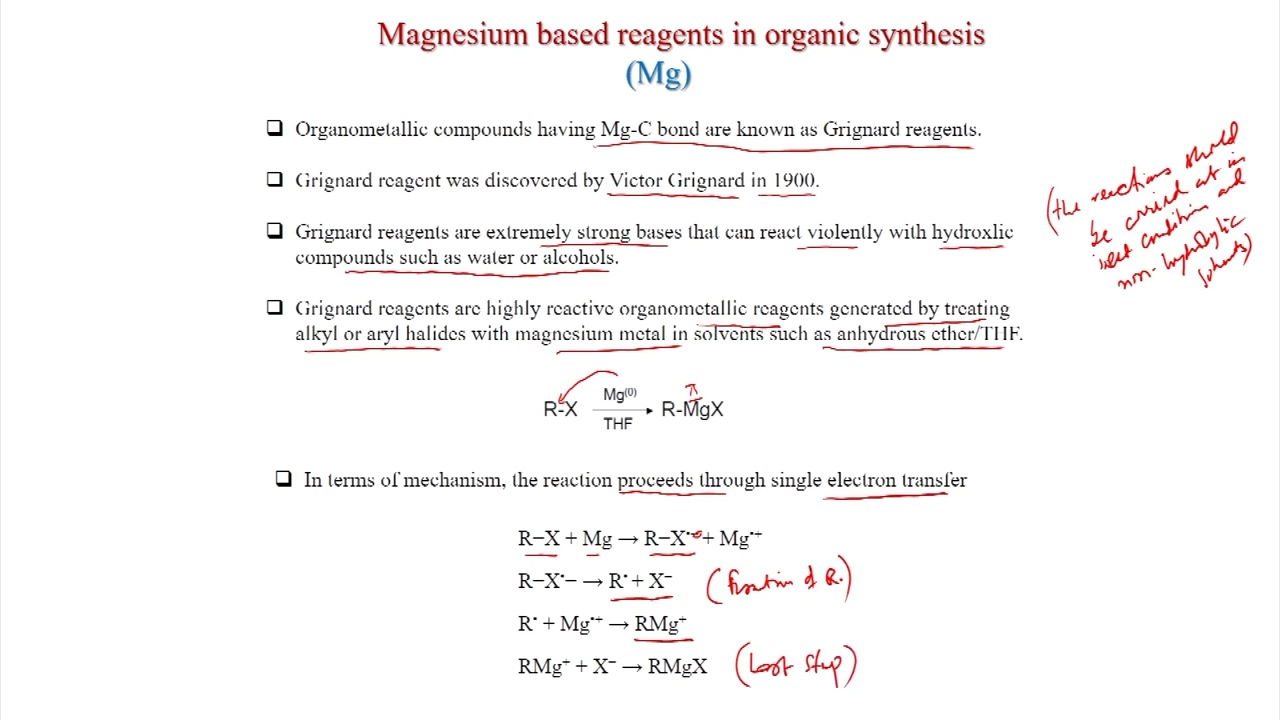 Magnesium based reagents in organic synthesis
(Mg)
❑ Organometallic compounds having Mg-C bond are known as Grignard reagents.
❑ Grignard reagent was discovered by Victor Grignard in 1900.
❑ Grignard reagents are extremely strong bases that can react violently with hydroxlic
compounds such as water or alcohols.
(the reactions should
be carried out in
inert condition and
non-hydrolytic
solvents)
❑ Grignard reagents are highly reactive organometallic reagents generated by treating
alkyl or aryl halides with magnesium metal in solvents such as anhydrous ether/THF.
R-X Mg(0) THF → R-MgX
II
❑ In terms of mechanism, the reaction proceeds through single electron transfer
R−X + Mg → R−X•− + Mg•+
R−X•− → R• + X− (Formation of R•)
R• + Mg•+ → RMg+
RMg+ + X− → RMgX (Last step)